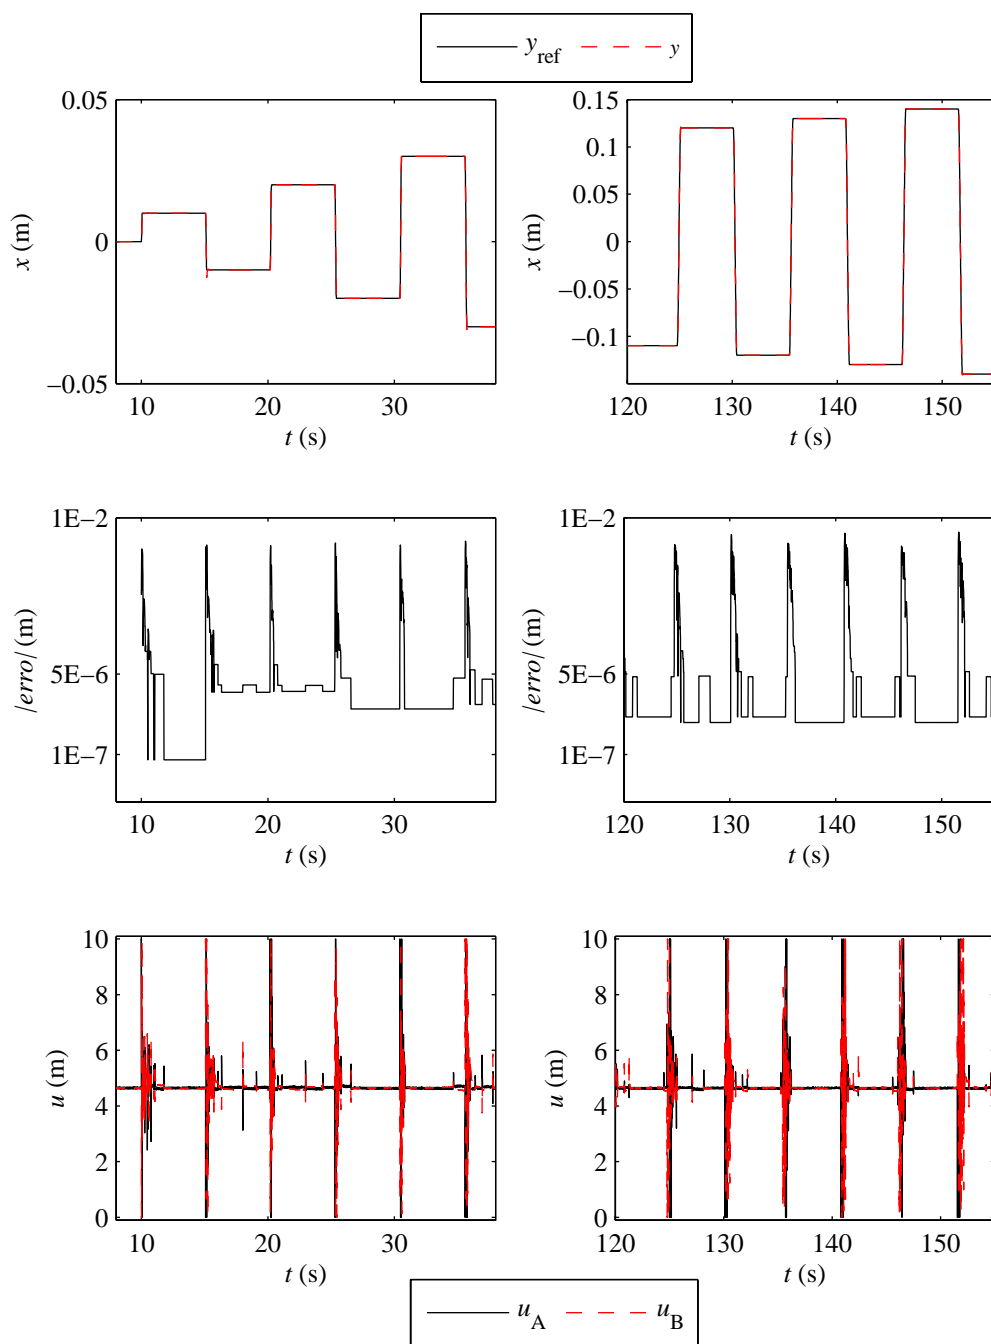 y_ref y
0.05
0
−0.05
x (m)
10 20 30
t (s)
0.15
0.1
0.05
0
−0.05
−0.1
x (m)
120 130 140 150
t (s)
1E−2
5E−6
1E−7
|erro| (m)
10 20 30
t (s)
1E−2
5E−6
1E−7
|erro| (m)
120 130 140 150
t (s)
10
8
6
4
2
0
u (m)
10 20 30
t (s)
10
8
6
4
2
0
u (m)
120 130 140 150
t (s)
u_A u_B